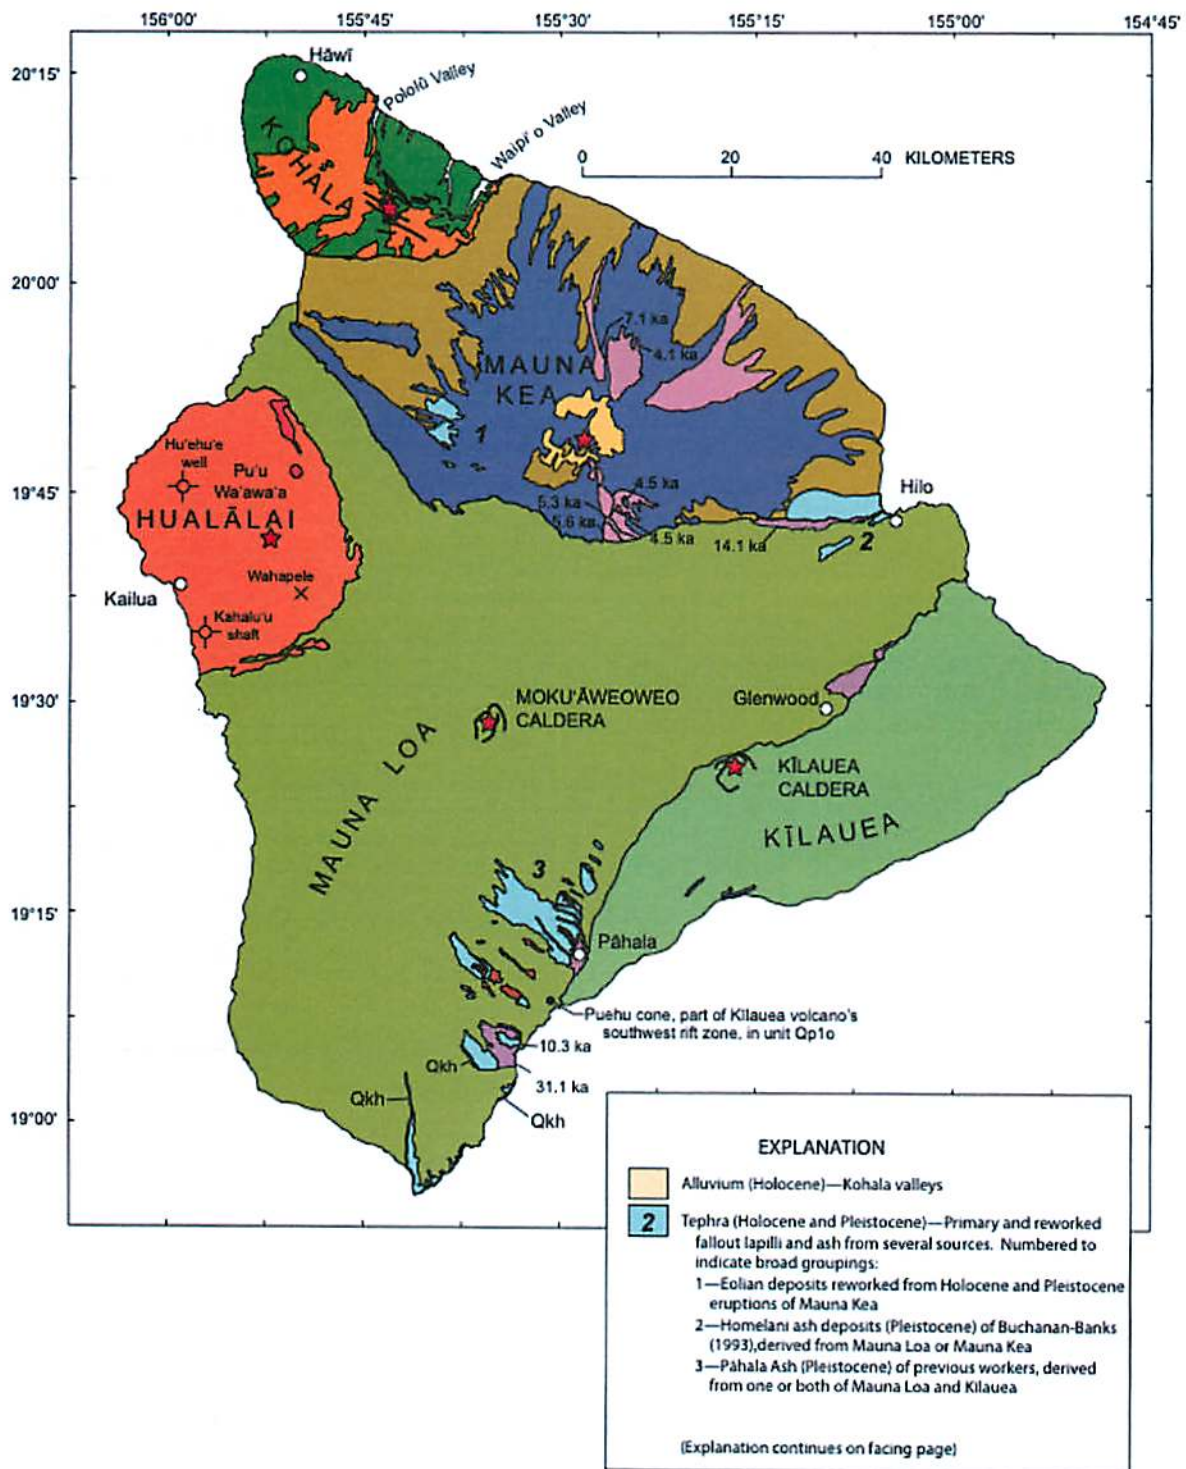 156°00' 155°45' 155°30' 155°15' 155°00' 154°45'
20°15'
Hāwī
Pololū Valley
Waipi'o Valley
KOHALA
0 20 40 KILOMETERS
20°00'
7.1 ka
4.1 ka
MAUNA
KEA
1
Hu'ehu'e
well
Pu'u
Wa'awa'a
HUALĀLAI
19°45'
4.5 ka
5.3 ka
5.6 ka
4.5 ka
14.1 ka
Hilo
2
Wahapele
Kailua
Kahalu'u
shaft
19°30'
MOKU'ĀWEOWEO
CALDERA
Glenwood
MAUNA LOA
KĪLAUEA
CALDERA
KĪLAUEA
3
19°15'
Pāhala
Puehu cone, part of Kīlauea volcano's
southwest rift zone, in unit Qp1o
10.3 ka
Qkh
31.1 ka
Qkh
Qkh
19°00'
EXPLANATION
Alluvium (Holocene)—Kohala valleys
2 Tephra (Holocene and Pleistocene)—Primary and reworked
fallout lapilli and ash from several sources. Numbered to
indicate broad groupings:
1—Eolian deposits reworked from Holocene and Pleistocene
eruptions of Mauna Kea
2—Homelani ash deposits (Pleistocene) of Buchanan-Banks
(1993),derived from Mauna Loa or Mauna Kea
3—Pāhala Ash (Pleistocene) of previous workers, derived
from one or both of Mauna Loa and Kīlauea
(Explanation continues on facing page)